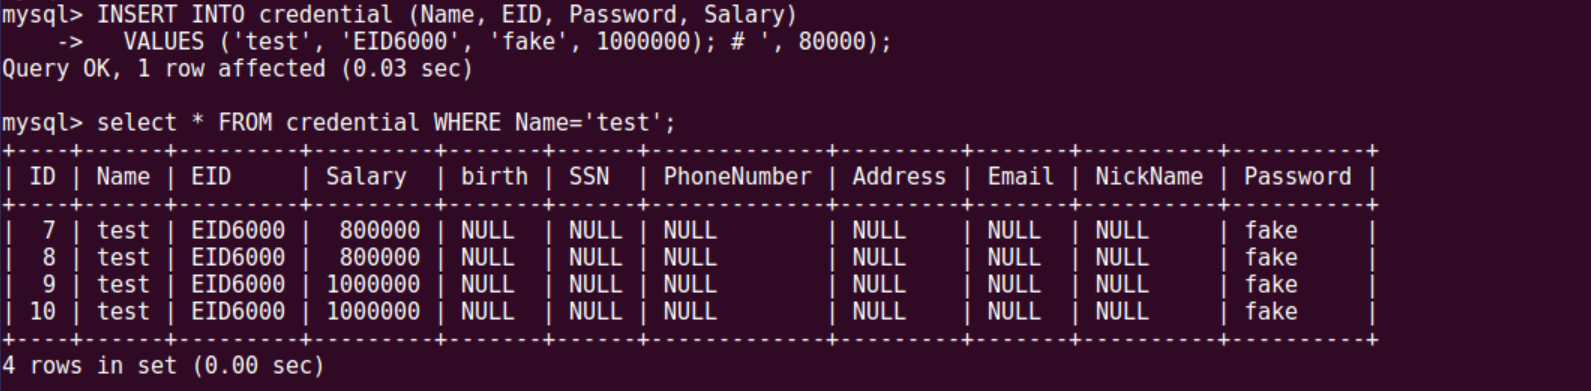 mysql> INSERT INTO credential (Name, EID, Password, Salary)
    ->   VALUES ('test', 'EID6000', 'fake', 1000000); # ', 80000);
Query OK, 1 row affected (0.03 sec)

mysql> select * FROM credential WHERE Name='test';
+----+------+---------+---------+-------+------+-------------+---------+-------+----------+----------+
| ID | Name | EID     | Salary  | birth | SSN  | PhoneNumber | Address | Email | NickName | Password |
+----+------+---------+---------+-------+------+-------------+---------+-------+----------+----------+
|  7 | test | EID6000 |  800000 | NULL  | NULL | NULL        | NULL    | NULL  | NULL     | fake     |
|  8 | test | EID6000 |  800000 | NULL  | NULL | NULL        | NULL    | NULL  | NULL     | fake     |
|  9 | test | EID6000 | 1000000 | NULL  | NULL | NULL        | NULL    | NULL  | NULL     | fake     |
| 10 | test | EID6000 | 1000000 | NULL  | NULL | NULL        | NULL    | NULL  | NULL     | fake     |
+----+------+---------+---------+-------+------+-------------+---------+-------+----------+----------+
4 rows in set (0.00 sec)